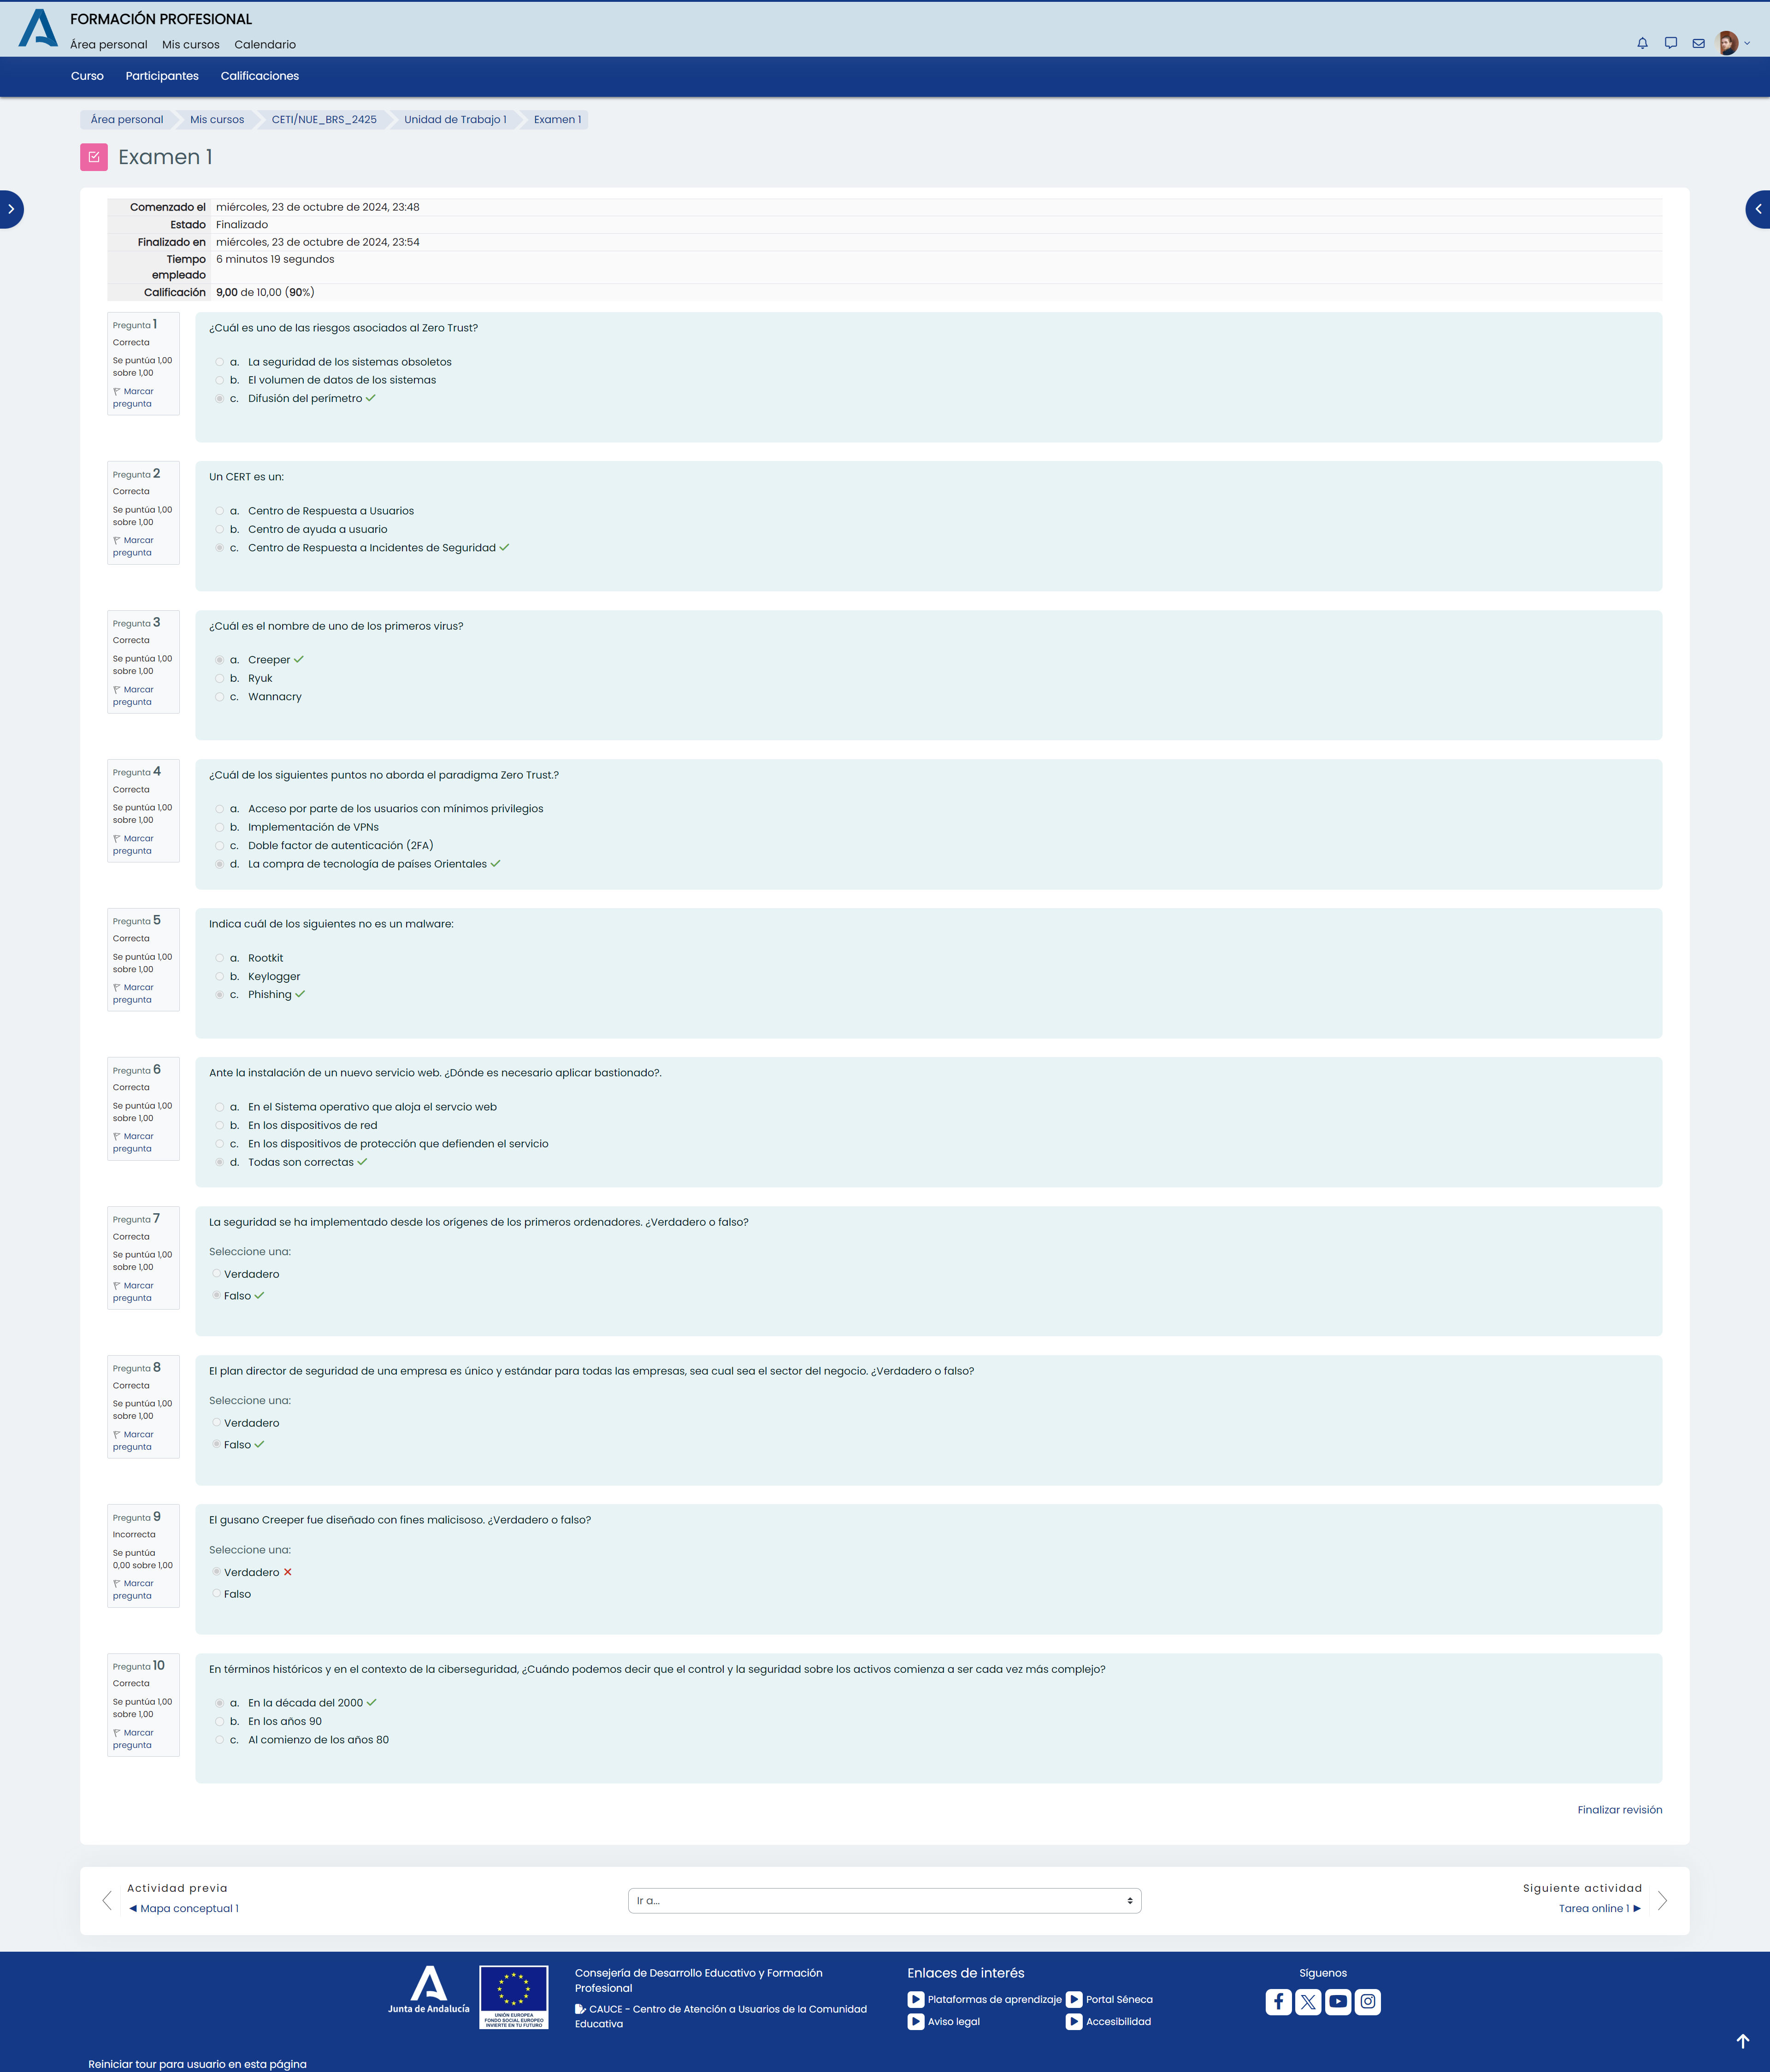 FORMACIÓN PROFESIONAL
Área personal Mis cursos Calendario
Curso Participantes Calificaciones
Área personal Mis cursos CETI/NUE_BRS_2425 Unidad de Trabajo 1 Examen 1
Examen 1
Comenzado el miércoles, 23 de octubre de 2024, 23:48
Estado Finalizado
Finalizado en miércoles, 23 de octubre de 2024, 23:54
Tiempo empleado 6 minutos 19 segundos
Calificación 9,00 de 10,00 (90%)
Pregunta 1
Correcta
Se puntúa 1,00
sobre 1,00
Marcar
pregunta
¿Cuál es uno de las riesgos asociados al Zero Trust?
a. La seguridad de los sistemas obsoletos
b. El volumen de datos de los sistemas
c. Difusión del perímetro
Pregunta 2
Correcta
Se puntúa 1,00
sobre 1,00
Marcar
pregunta
Un CERT es un:
a. Centro de Respuesta a Usuarios
b. Centro de ayuda a usuario
c. Centro de Respuesta a Incidentes de Seguridad
Pregunta 3
Correcta
Se puntúa 1,00
sobre 1,00
Marcar
pregunta
¿Cuál es el nombre de uno de los primeros virus?
a. Creeper
b. Ryuk
c. Wannacry
Pregunta 4
Correcta
Se puntúa 1,00
sobre 1,00
Marcar
pregunta
¿Cuál de los siguientes puntos no aborda el paradigma Zero Trust.?
a. Acceso por parte de los usuarios con mínimos privilegios
b. Implementación de VPNs
c. Doble factor de autenticación (2FA)
d. La compra de tecnología de países Orientales
Pregunta 5
Correcta
Se puntúa 1,00
sobre 1,00
Marcar
pregunta
Indica cuál de los siguientes no es un malware:
a. Rootkit
b. Keylogger
c. Phishing
Pregunta 6
Correcta
Se puntúa 1,00
sobre 1,00
Marcar
pregunta
Ante la instalación de un nuevo servicio web. ¿Dónde es necesario aplicar bastionado?.
a. En el Sistema operativo que aloja el servcio web
b. En los dispositivos de red
c. En los dispositivos de protección que defienden el servicio
d. Todas son correctas
Pregunta 7
Correcta
Se puntúa 1,00
sobre 1,00
Marcar
pregunta
La seguridad se ha implementado desde los orígenes de los primeros ordenadores. ¿Verdadero o falso?
Seleccione una:
Verdadero
Falso
Pregunta 8
Correcta
Se puntúa 1,00
sobre 1,00
Marcar
pregunta
El plan director de seguridad de una empresa es único y estándar para todas las empresas, sea cual sea el sector del negocio. ¿Verdadero o falso?
Seleccione una:
Verdadero
Falso
Pregunta 9
Incorrecta
Se puntúa
0,00 sobre 1,00
Marcar
pregunta
El gusano Creeper fue diseñado con fines malicisoso. ¿Verdadero o falso?
Seleccione una:
Verdadero
Falso
Pregunta 10
Correcta
Se puntúa 1,00
sobre 1,00
Marcar
pregunta
En términos históricos y en el contexto de la ciberseguridad, ¿Cuándo podemos decir que el control y la seguridad sobre los activos comienza a ser cada vez más complejo?
a. En la década del 2000
b. En los años 90
c. Al comienzo de los años 80
Finalizar revisión
Actividad previa
◄ Mapa conceptual 1
Ir a...
Siguiente actividad
Tarea online 1 ►
Junta de Andalucía
UNIÓN EUROPEA
FONDO SOCIAL EUROPEO
INVIERTE EN TU FUTURO
Consejería de Desarrollo Educativo y Formación
Profesional
CAUCE - Centro de Atención a Usuarios de la Comunidad
Educativa
Enlaces de interés
Plataformas de aprendizaje Portal Séneca
Aviso legal Accesibilidad
Síguenos
Reiniciar tour para usuario en esta página